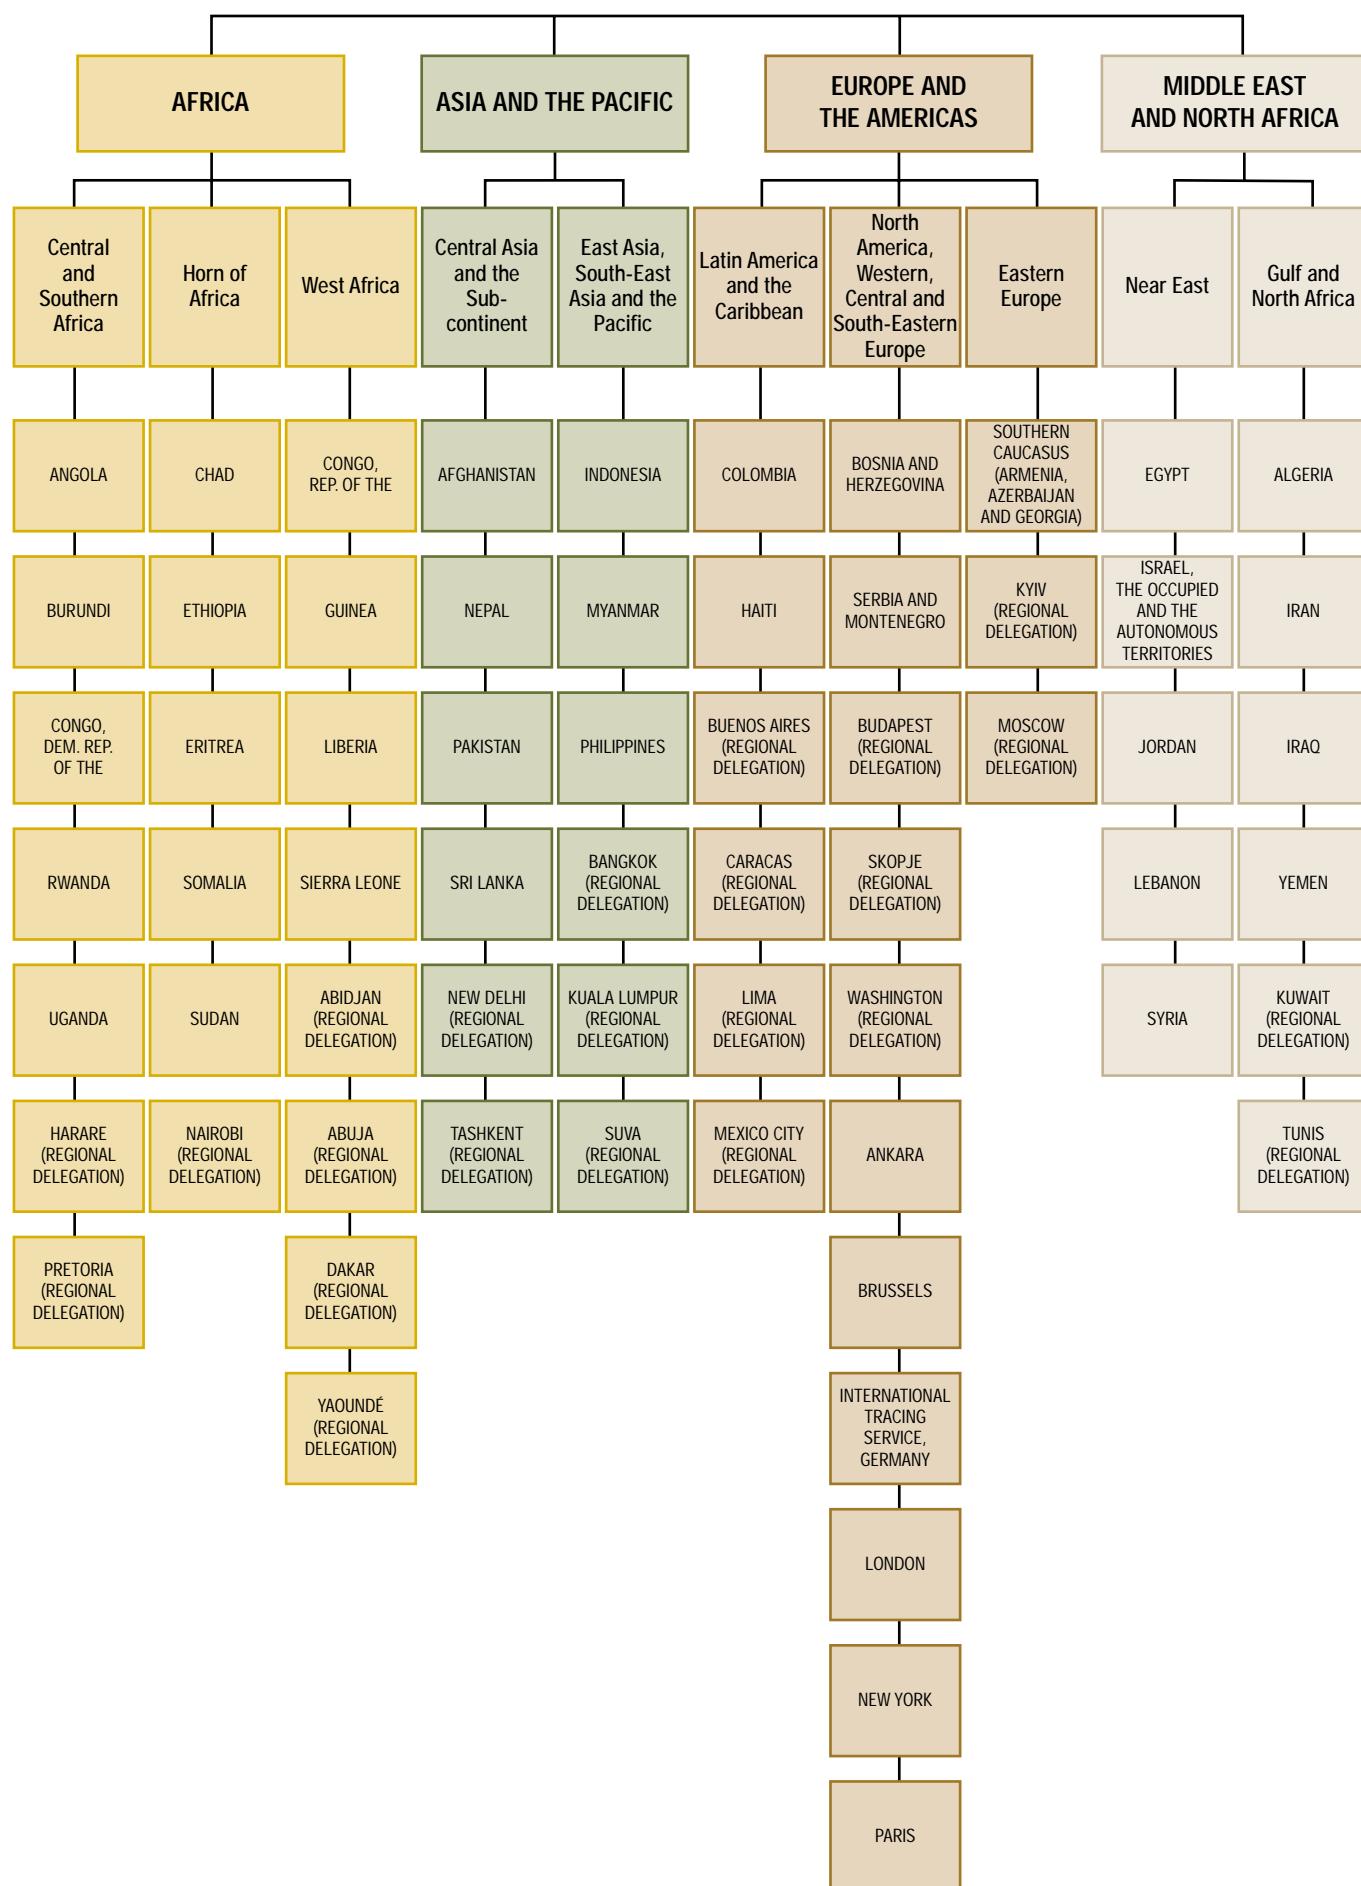 AFRICA
ASIA AND THE PACIFIC
EUROPE AND
THE AMERICAS
MIDDLE EAST
AND NORTH AFRICA
Central
and
Southern
Africa
Horn of
Africa
West Africa
Central Asia
and the
Sub-
continent
East Asia,
South-East
Asia and the
Pacific
Latin America
and the
Caribbean
North
America,
Western,
Central and
South-Eastern
Europe
Eastern
Europe
Near East
Gulf and
North Africa
ANGOLA
CHAD
CONGO,
REP. OF THE
AFGHANISTAN
INDONESIA
COLOMBIA
BOSNIA AND
HERZEGOVINA
SOUTHERN
CAUCASUS
(ARMENIA,
AZERBAIJAN
AND GEORGIA)
EGYPT
ALGERIA
BURUNDI
ETHIOPIA
GUINEA
NEPAL
MYANMAR
HAITI
SERBIA AND
MONTENEGRO
KYIV
(REGIONAL
DELEGATION)
ISRAEL,
THE OCCUPIED
AND THE
AUTONOMOUS
TERRITORIES
IRAN
CONGO,
DEM. REP.
OF THE
ERITREA
LIBERIA
PAKISTAN
PHILIPPINES
BUENOS AIRES
(REGIONAL
DELEGATION)
BUDAPEST
(REGIONAL
DELEGATION)
MOSCOW
(REGIONAL
DELEGATION)
JORDAN
IRAQ
RWANDA
SOMALIA
SIERRA LEONE
SRI LANKA
BANGKOK
(REGIONAL
DELEGATION)
CARACAS
(REGIONAL
DELEGATION)
SKOPJE
(REGIONAL
DELEGATION)
LEBANON
YEMEN
UGANDA
SUDAN
ABIDJAN
(REGIONAL
DELEGATION)
NEW DELHI
(REGIONAL
DELEGATION)
KUALA LUMPUR
(REGIONAL
DELEGATION)
LIMA
(REGIONAL
DELEGATION)
WASHINGTON
(REGIONAL
DELEGATION)
SYRIA
KUWAIT
(REGIONAL
DELEGATION)
HARARE
(REGIONAL
DELEGATION)
NAIROBI
(REGIONAL
DELEGATION)
ABUJA
(REGIONAL
DELEGATION)
TASHKENT
(REGIONAL
DELEGATION)
SUVA
(REGIONAL
DELEGATION)
MEXICO CITY
(REGIONAL
DELEGATION)
ANKARA
TUNIS
(REGIONAL
DELEGATION)
PRETORIA
(REGIONAL
DELEGATION)
DAKAR
(REGIONAL
DELEGATION)
BRUSSELS
YAOUNDÉ
(REGIONAL
DELEGATION)
INTERNATIONAL
TRACING
SERVICE,
GERMANY
LONDON
NEW YORK
PARIS